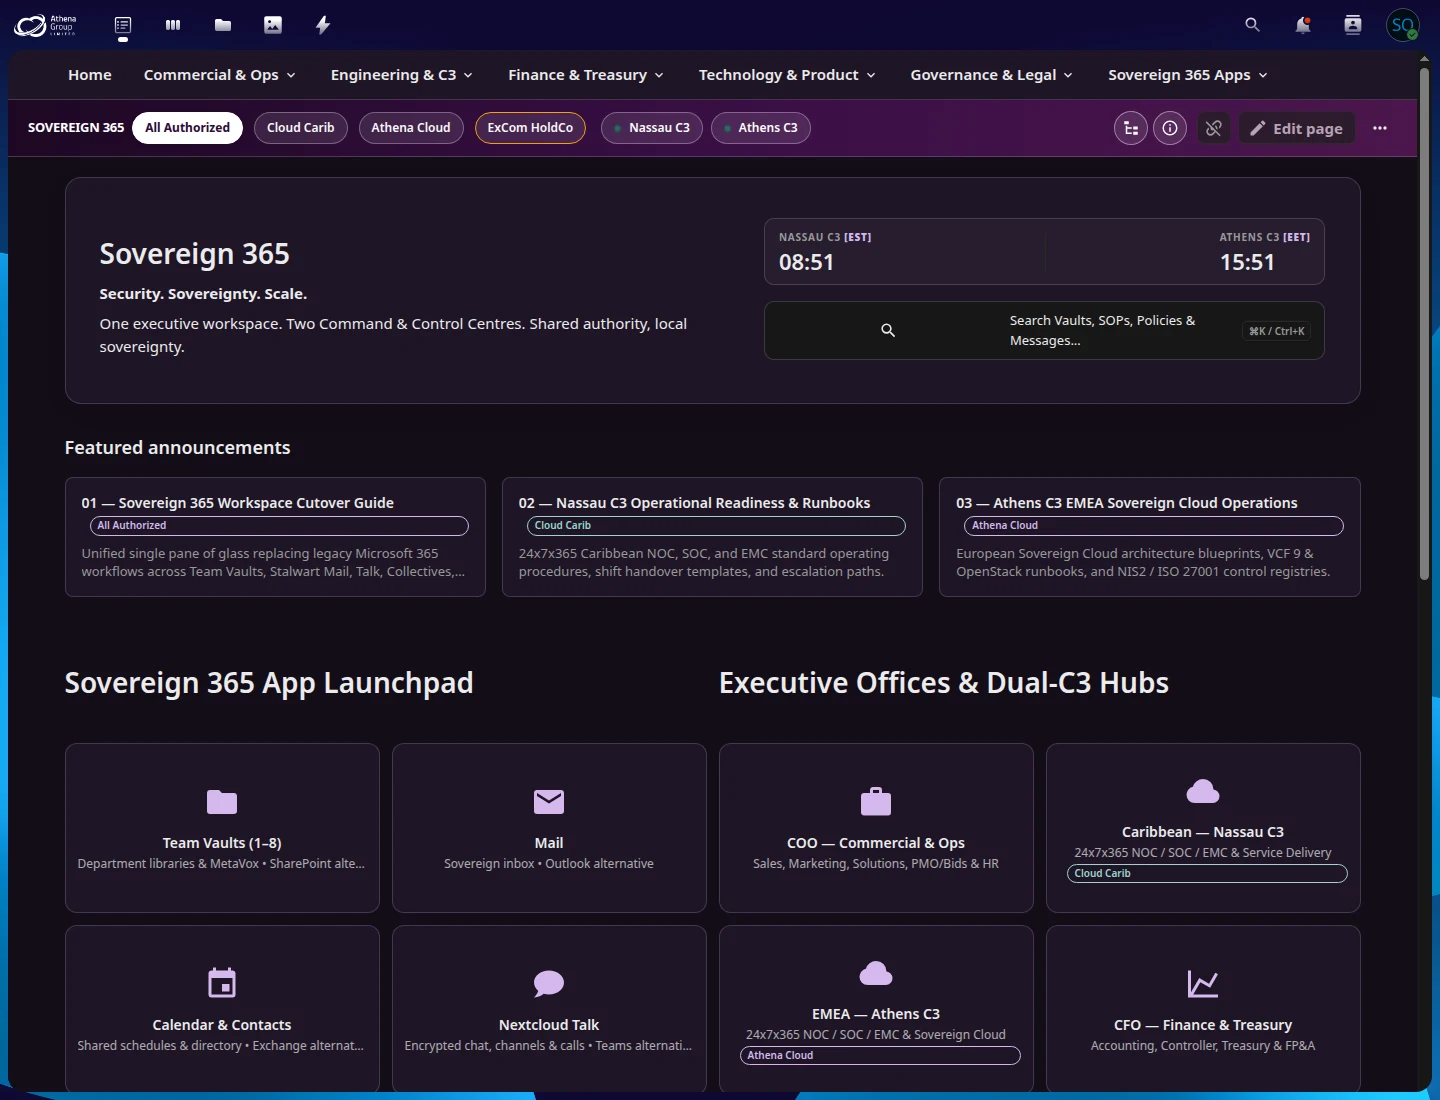 Athena
Group
LIMITED
SO
Home
Commercial & Ops
Engineering & C3
Finance & Treasury
Technology & Product
Governance & Legal
Sovereign 365 Apps
SOVEREIGN 365
All Authorized
Cloud Carib
Athena Cloud
ExCom HoldCo
Nassau C3
Athens C3
Edit page
Sovereign 365
Security. Sovereignty. Scale.
One executive workspace. Two Command & Control Centres. Shared authority, local
sovereignty.
NASSAU C3 [EST]
08:51
ATHENS C3 [EET]
15:51
Search Vaults, SOPs, Policies &
Messages...
⌘K / Ctrl+K
Featured announcements
01 — Sovereign 365 Workspace Cutover Guide
All Authorized
Unified single pane of glass replacing legacy Microsoft 365
workflows across Team Vaults, Stalwart Mail, Talk, Collectives,...
02 — Nassau C3 Operational Readiness & Runbooks
Cloud Carib
24x7x365 Caribbean NOC, SOC, and EMC standard operating
procedures, shift handover templates, and escalation paths.
03 — Athens C3 EMEA Sovereign Cloud Operations
Athena Cloud
European Sovereign Cloud architecture blueprints, VCF 9 &
OpenStack runbooks, and NIS2 / ISO 27001 control registries.
Sovereign 365 App Launchpad
Executive Offices & Dual-C3 Hubs
Team Vaults (1–8)
Department libraries & MetaVox • SharePoint alte...
Mail
Sovereign inbox • Outlook alternative
COO — Commercial & Ops
Sales, Marketing, Solutions, PMO/Bids & HR
Caribbean — Nassau C3
24x7x365 NOC / SOC / EMC & Service Delivery
Cloud Carib
Calendar & Contacts
Shared schedules & directory • Exchange alternat...
Nextcloud Talk
Encrypted chat, channels & calls • Teams alternati...
EMEA — Athens C3
24x7x365 NOC / SOC / EMC & Sovereign Cloud
Athena Cloud
CFO — Finance & Treasury
Accounting, Controller, Treasury & FP&A